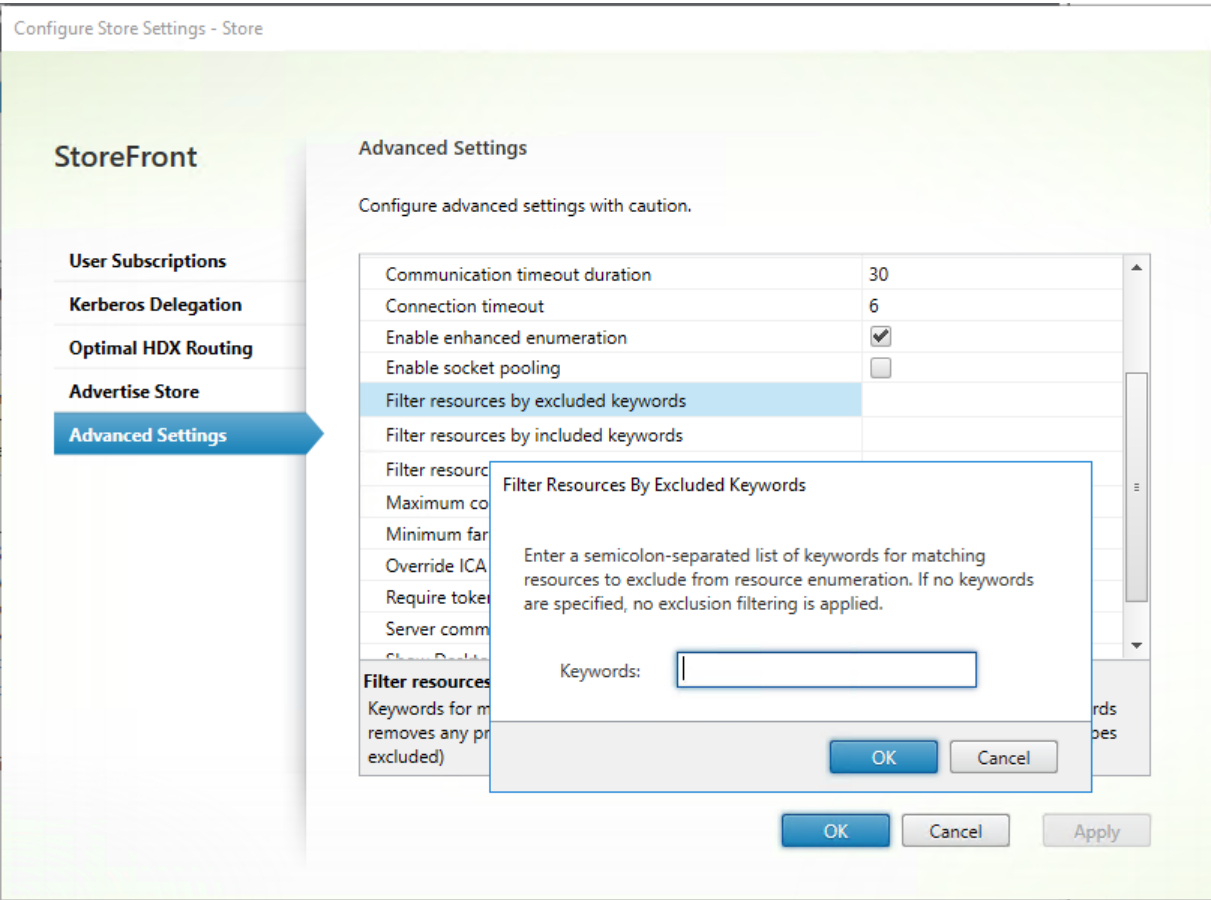 Configure Store Settings - Store
StoreFront
User Subscriptions
Kerberos Delegation
Optimal HDX Routing
Advertise Store
Advanced Settings
Advanced Settings
Configure advanced settings with caution.
Communication timeout duration 30
Connection timeout 6
Enable enhanced enumeration
Enable socket pooling
Filter resources by excluded keywords
Filter resources by included keywords
Filter resourc
Maximum co
Minimum far
Override ICA
Require toke
Server comm
Show Deskto
Filter resources
Keywords for m rds
removes any pr pes
excluded)
Filter Resources By Excluded Keywords
Enter a semicolon-separated list of keywords for matching
resources to exclude from resource enumeration. If no keywords
are specified, no exclusion filtering is applied.
Keywords:
OK Cancel
OK Cancel Apply